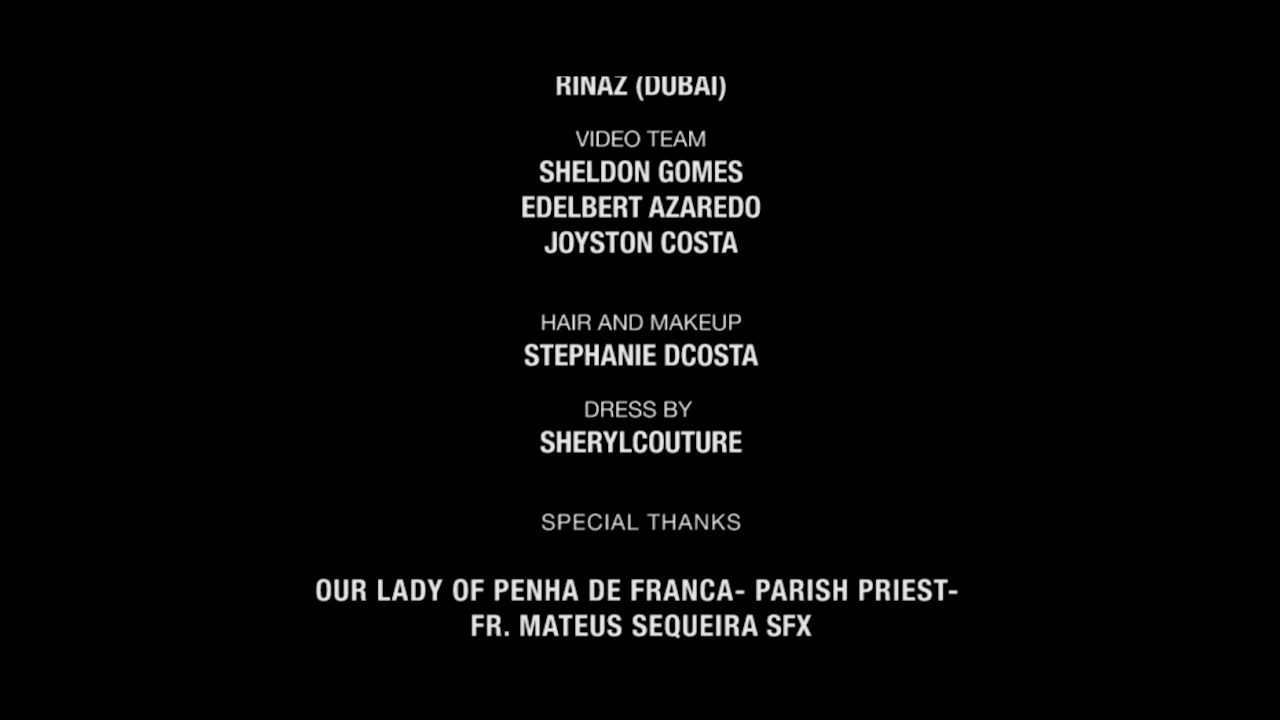 RINAZ (DUBAI)
VIDEO TEAM
SHELDON GOMES
EDELBERT AZAREDO
JOYSTON COSTA
HAIR AND MAKEUP
STEPHANIE DCOSTA
DRESS BY
SHERYLCOUTURE
SPECIAL THANKS
OUR LADY OF PENHA DE FRANCA- PARISH PRIEST-
FR. MATEUS SEQUEIRA SFX